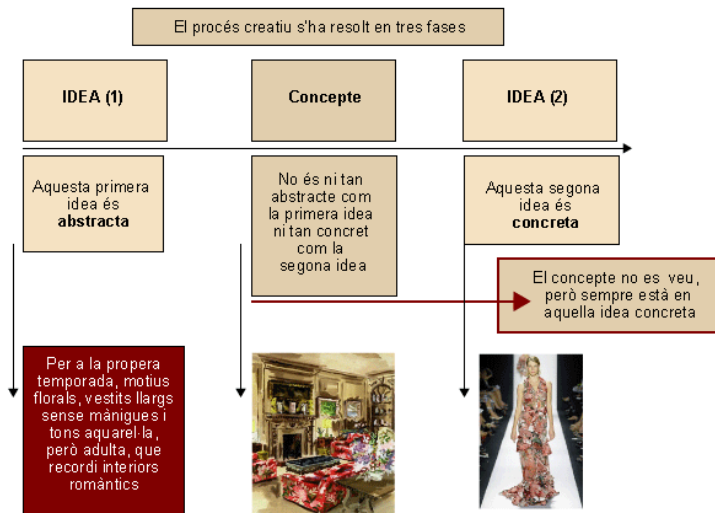 El procés creatiu s'ha resolt en tres fases
IDEA (1)
Concepte
IDEA (2)
Aquesta primera
idea és
abstracta
No és ni tan
abstracte com
la primera idea
ni tan concret
com la
segona idea
Aquesta segona
idea és
concreta
El concepte no es veu,
però sempre està en
aquella idea concreta
Per a la propera
temporada, motius
florals, vestits llargs
sense mànigues i
tons aquarel·la,
però adulta, que
recordi interiors
romàntics